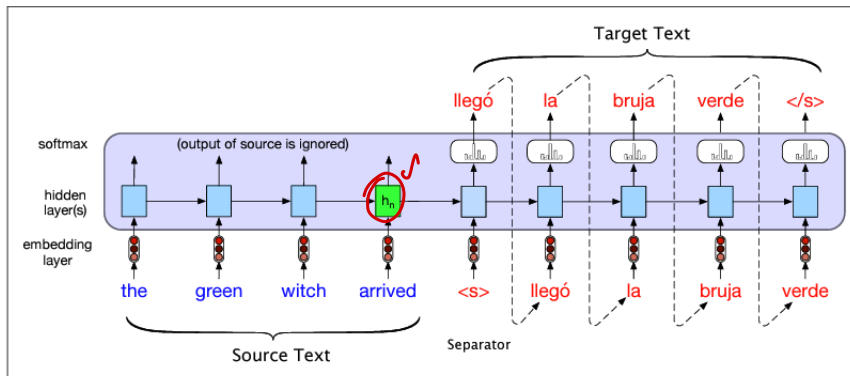 Target Text
llegó la bruja verde </s>
softmax (output of source is ignored)
hidden
layer(s)
h_n
embedding
layer
the green witch arrived <s> llegó la bruja verde
Separator
Source Text